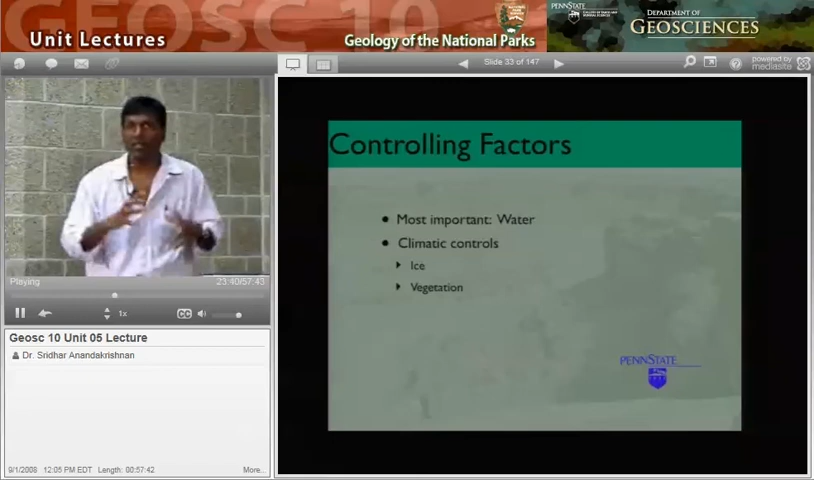 GEOSC 10
Unit Lectures
Geology of the National Parks
PENNSTATE
DEPARTMENT OF
GEOSCIENCES
Slide 33 of 147
powered by
mediasite
Controlling Factors
Most important: Water
Climatic controls
Ice
Vegetation
PENNSTATE
Playing
23:40/57:43
1x
CC
Geosc 10 Unit 05 Lecture
Dr. Sridhar Anandakrishnan
9/1/2008 12:05 PM EDT Length: 00:57:42
More...